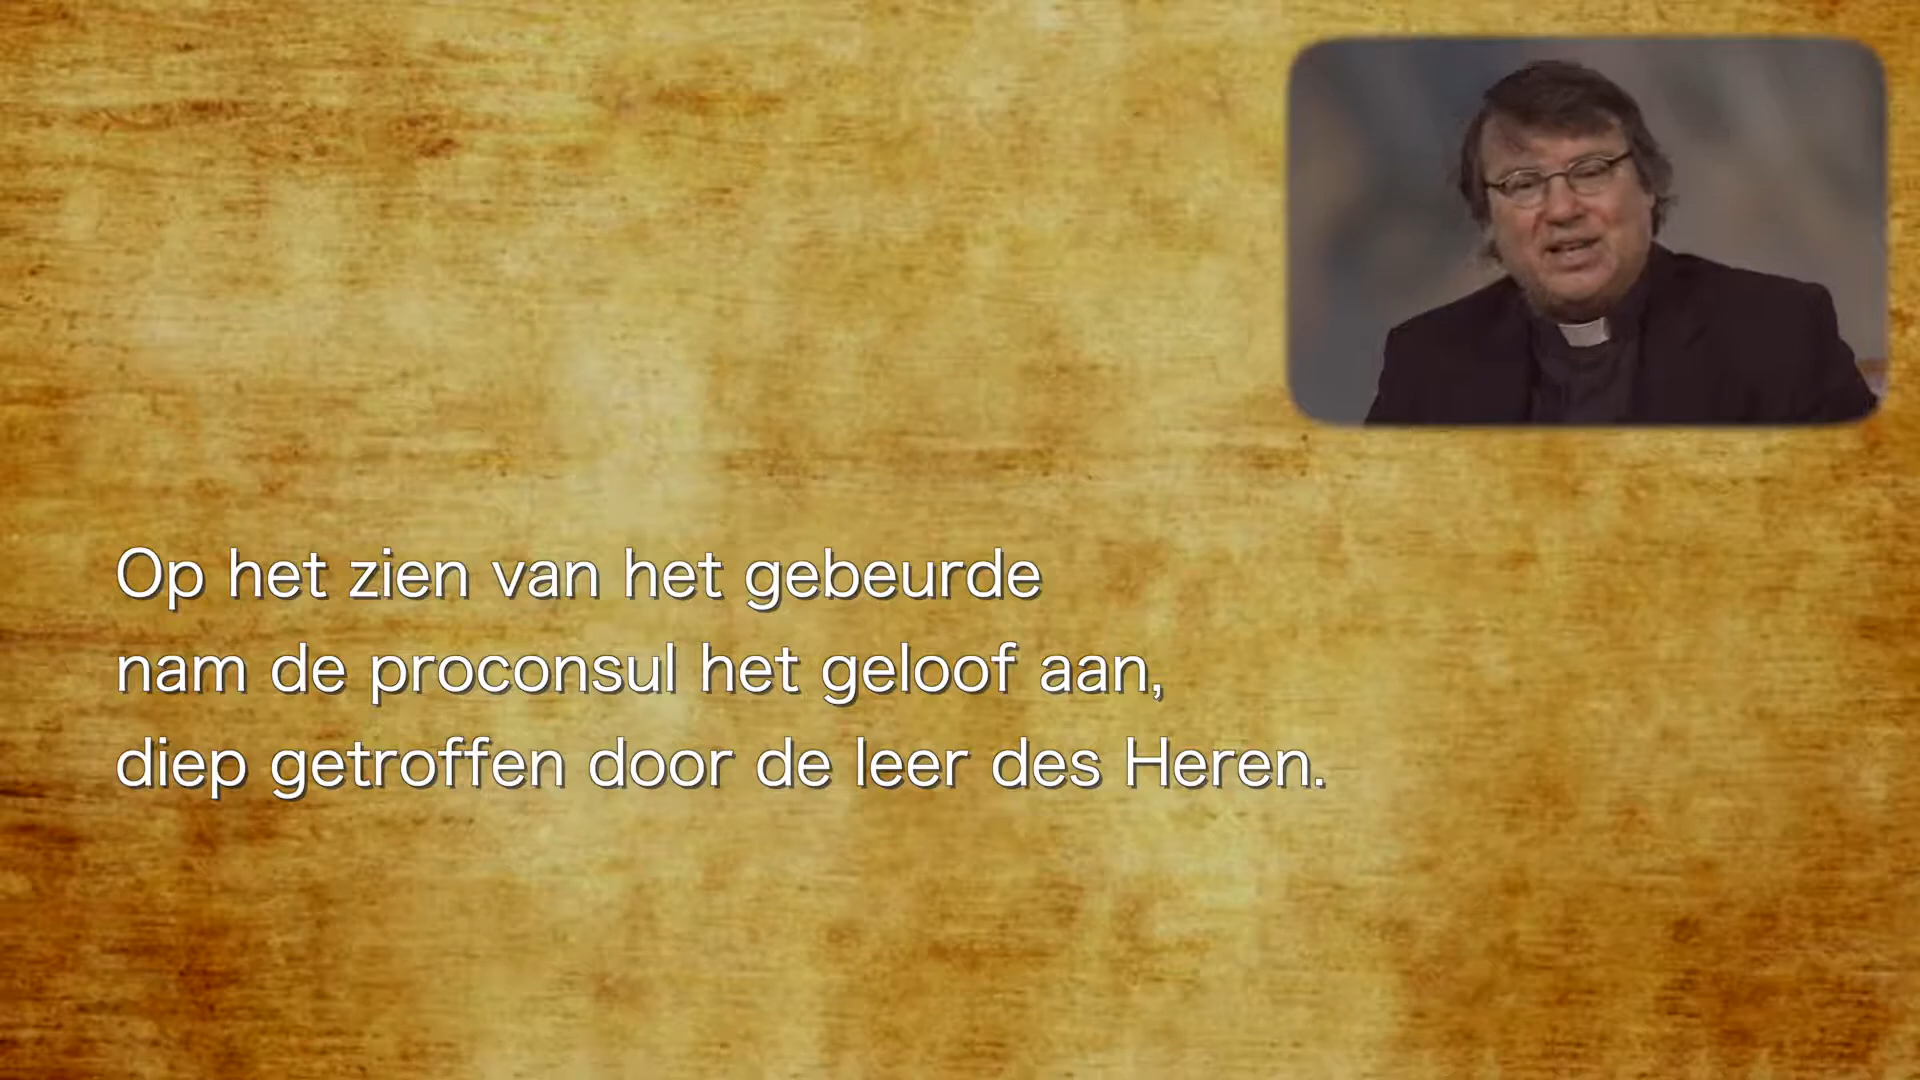 Op het zien van het gebeurde
nam de proconsul het geloof aan,
diep getroffen door de leer des Heren.